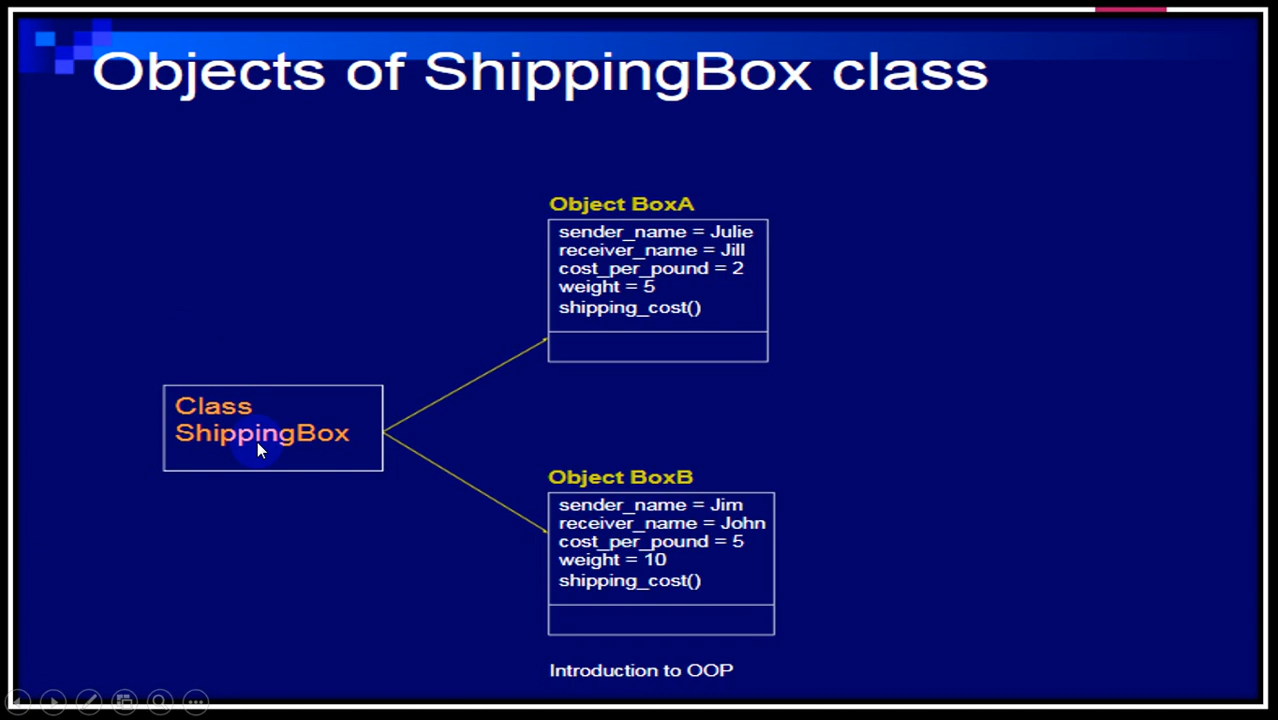 Objects of ShippingBox class
Object BoxA
sender_name = Julie
receiver_name = Jill
cost_per_pound = 2
weight = 5
shipping_cost()
Class
ShippingBox
Object BoxB
sender_name = Jim
receiver_name = John
cost_per_pound = 5
weight = 10
shipping_cost()
Introduction to OOP